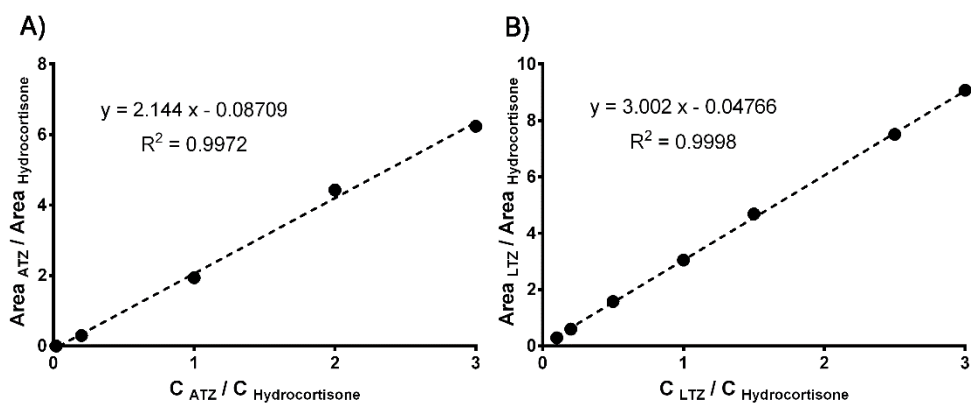 A)
8
6
4
2
0
0
1
2
3
y = 2.144 x - 0.08709
R² = 0.9972
Area ATZ / Area Hydrocortisone
C ATZ / C Hydrocortisone
B)
10
8
6
4
2
0
0
1
2
3
y = 3.002 x - 0.04766
R² = 0.9998
Area LTZ / Area Hydrocortisone
C LTZ / C Hydrocortisone